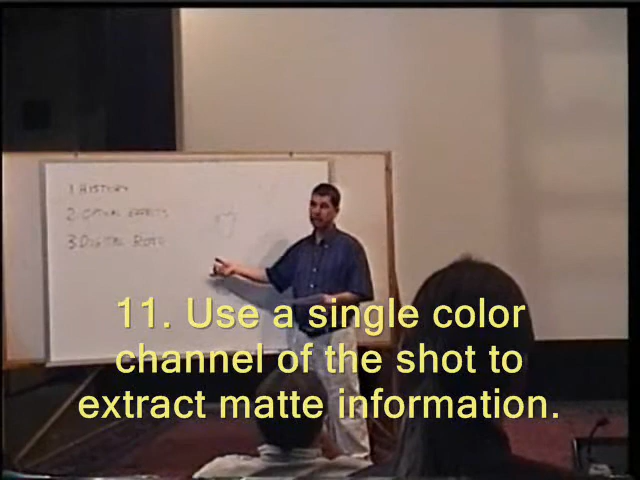 1 HISTORY
2 OPTICAL EFFECTS
3 DIGITAL
11. Use a single color
channel of the shot to
extract matte information.